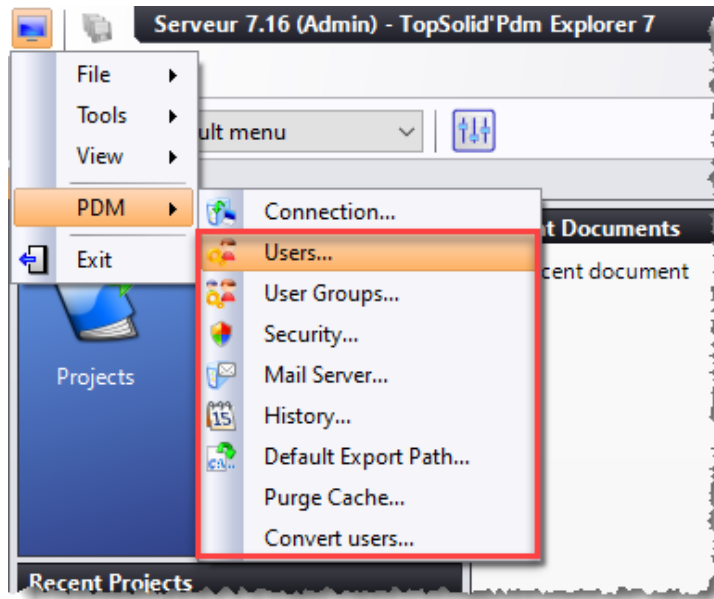 Serveur 7.16 (Admin) - TopSolid'Pdm Explorer 7
File
Tools
ult menu
View
PDM
Connection...
t Documents
Exit
Users...
cent document
User Groups...
Security...
Projects
Mail Server...
15
History...
C:\..
Default Export Path...
Purge Cache...
Convert users...
Recent Projects